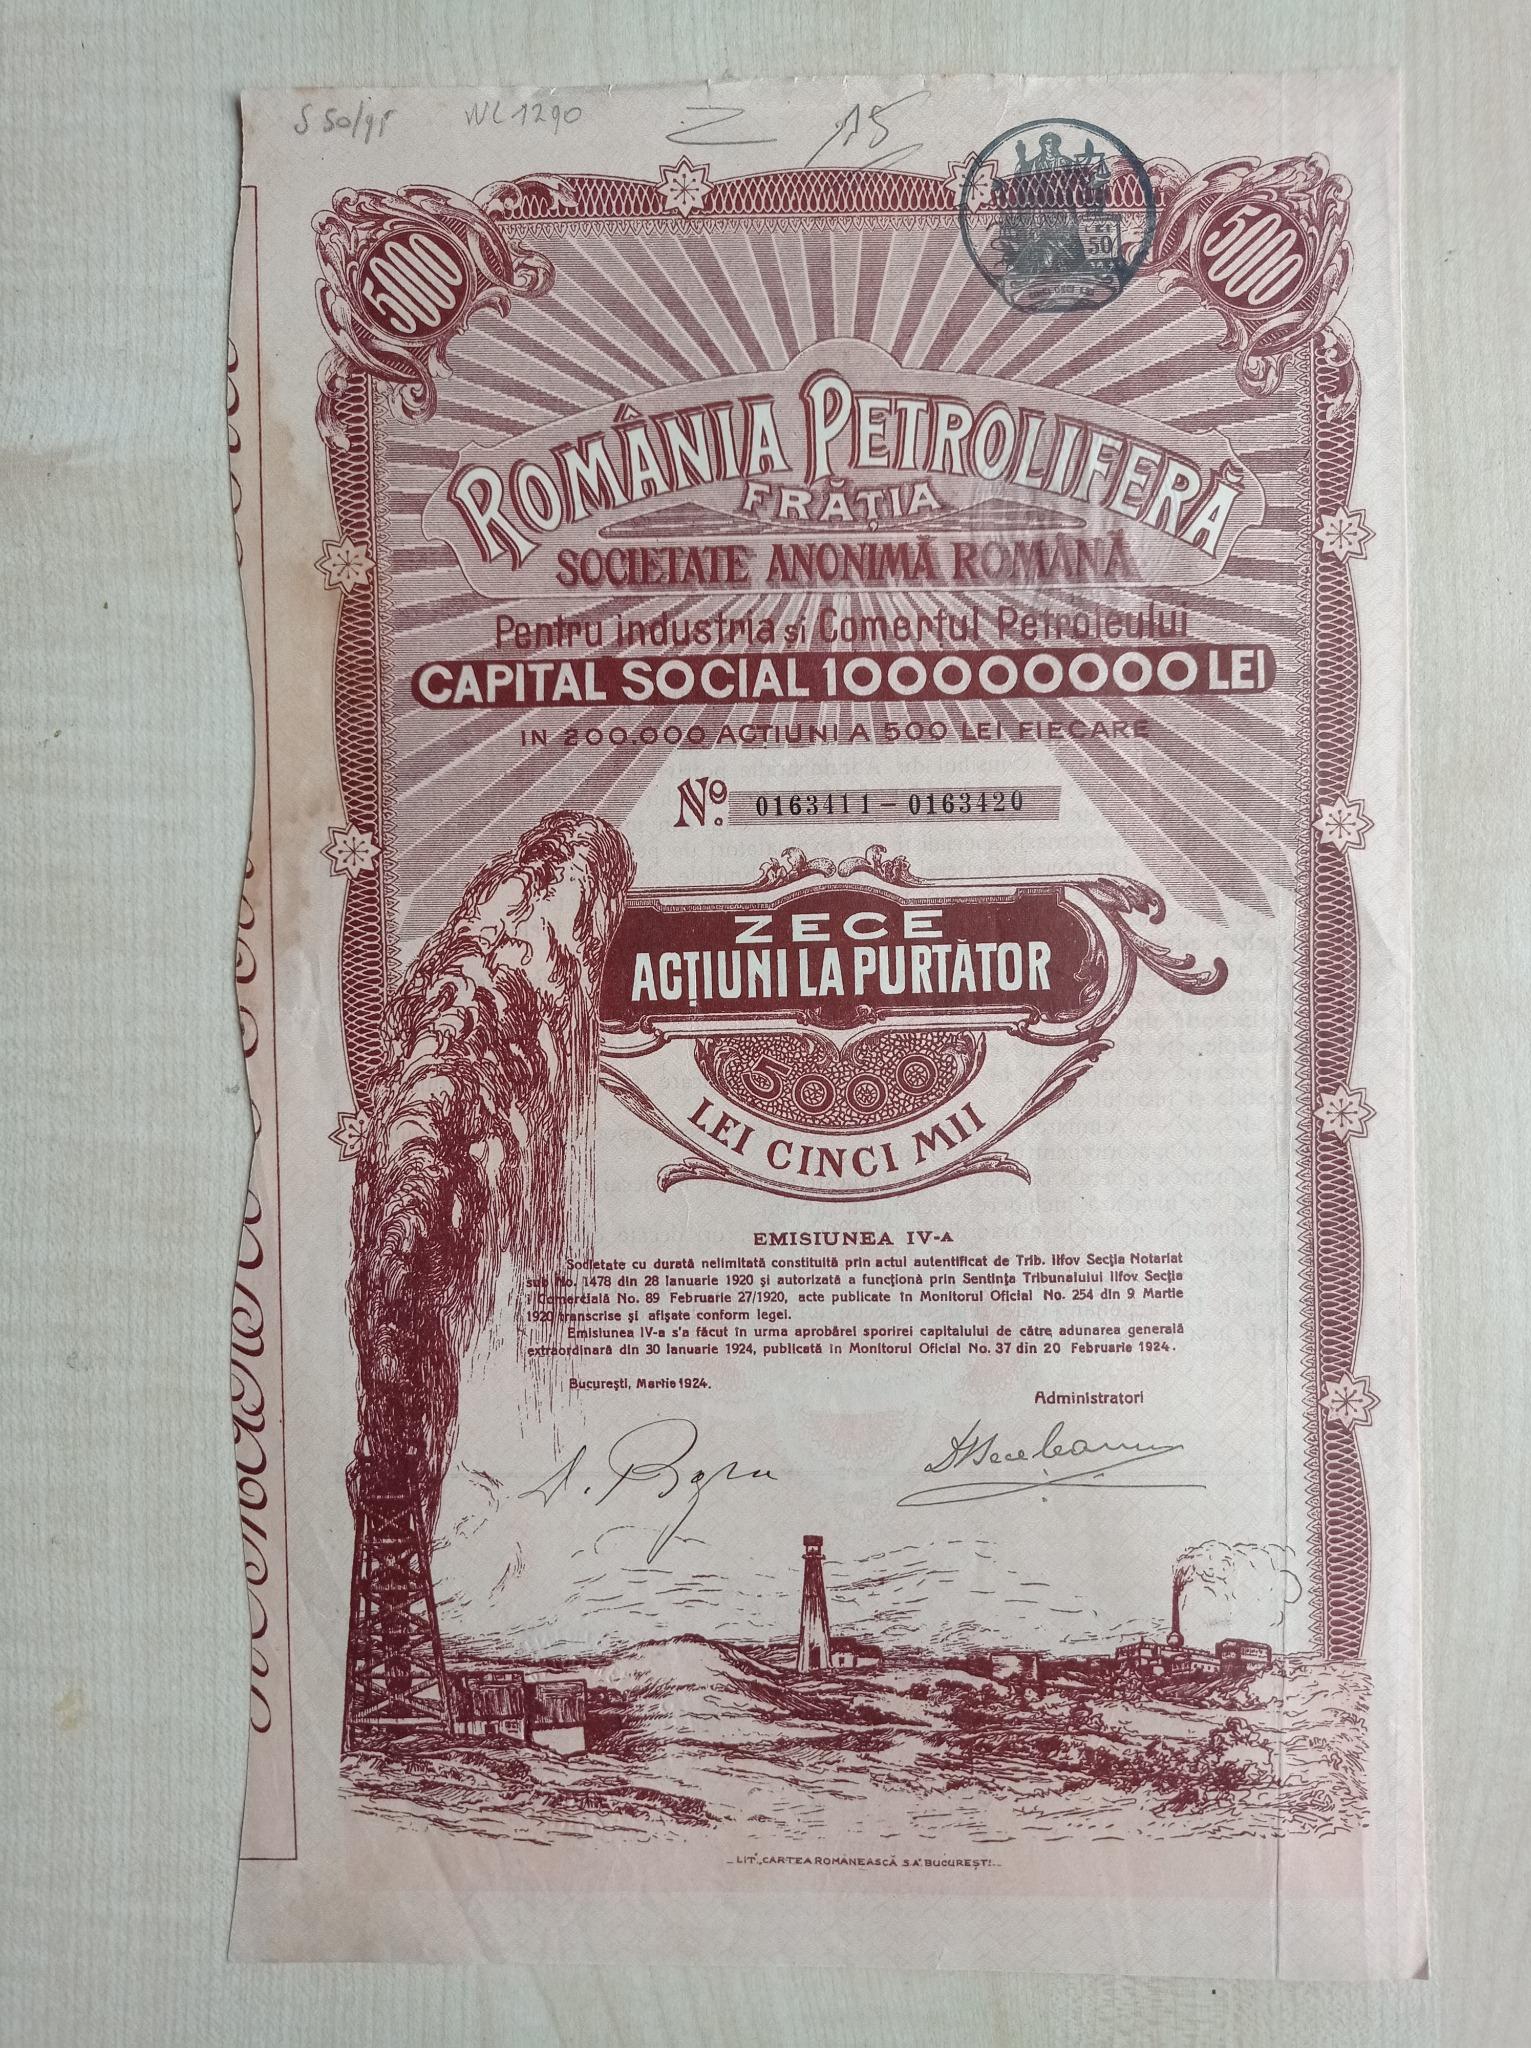 S 50/gr NL 1290 Z 15
5000
LEI
50
5000
ROMÂNIA PETROLIFERĂ
FRĂȚIA
SOCIETATE ANONIMĂ ROMÂNĂ
Pentru industria și Comerțul Petroleului
CAPITAL SOCIAL 100000000 LEI
IN 200.000 ACȚIUNI A 500 LEI FIECARE
No. 0163411 – 0163420
ZECE
ACȚIUNI LA PURTĂTOR
5000
LEI CINCI MII
EMISIUNEA IV-A
Societate cu durată nelimitată constituită prin actul autentificat de Trib. Ilfov Secția Notariat
sub No. 1478 din 28 Ianuarie 1920 și autorizată a funcționă prin Sentința Tribunalului Ilfov Secția
I Comercială No. 89 Februarie 27/1920, acte publicate în Monitorul Oficial No. 254 din 9 Martie
1920 transcrise și afișate conform legei.
Emisiunea IV-a s'a făcut în urma aprobărei sporirei capitalului de către adunarea generală
extraordinară din 30 Ianuarie 1924, publicată în Monitorul Oficial No. 37 din 20 Februarie 1924.
București, Martie 1924.
Administratori
LIT. „CARTEA ROMÂNEASCĂ S.A. BUCUREȘTI.